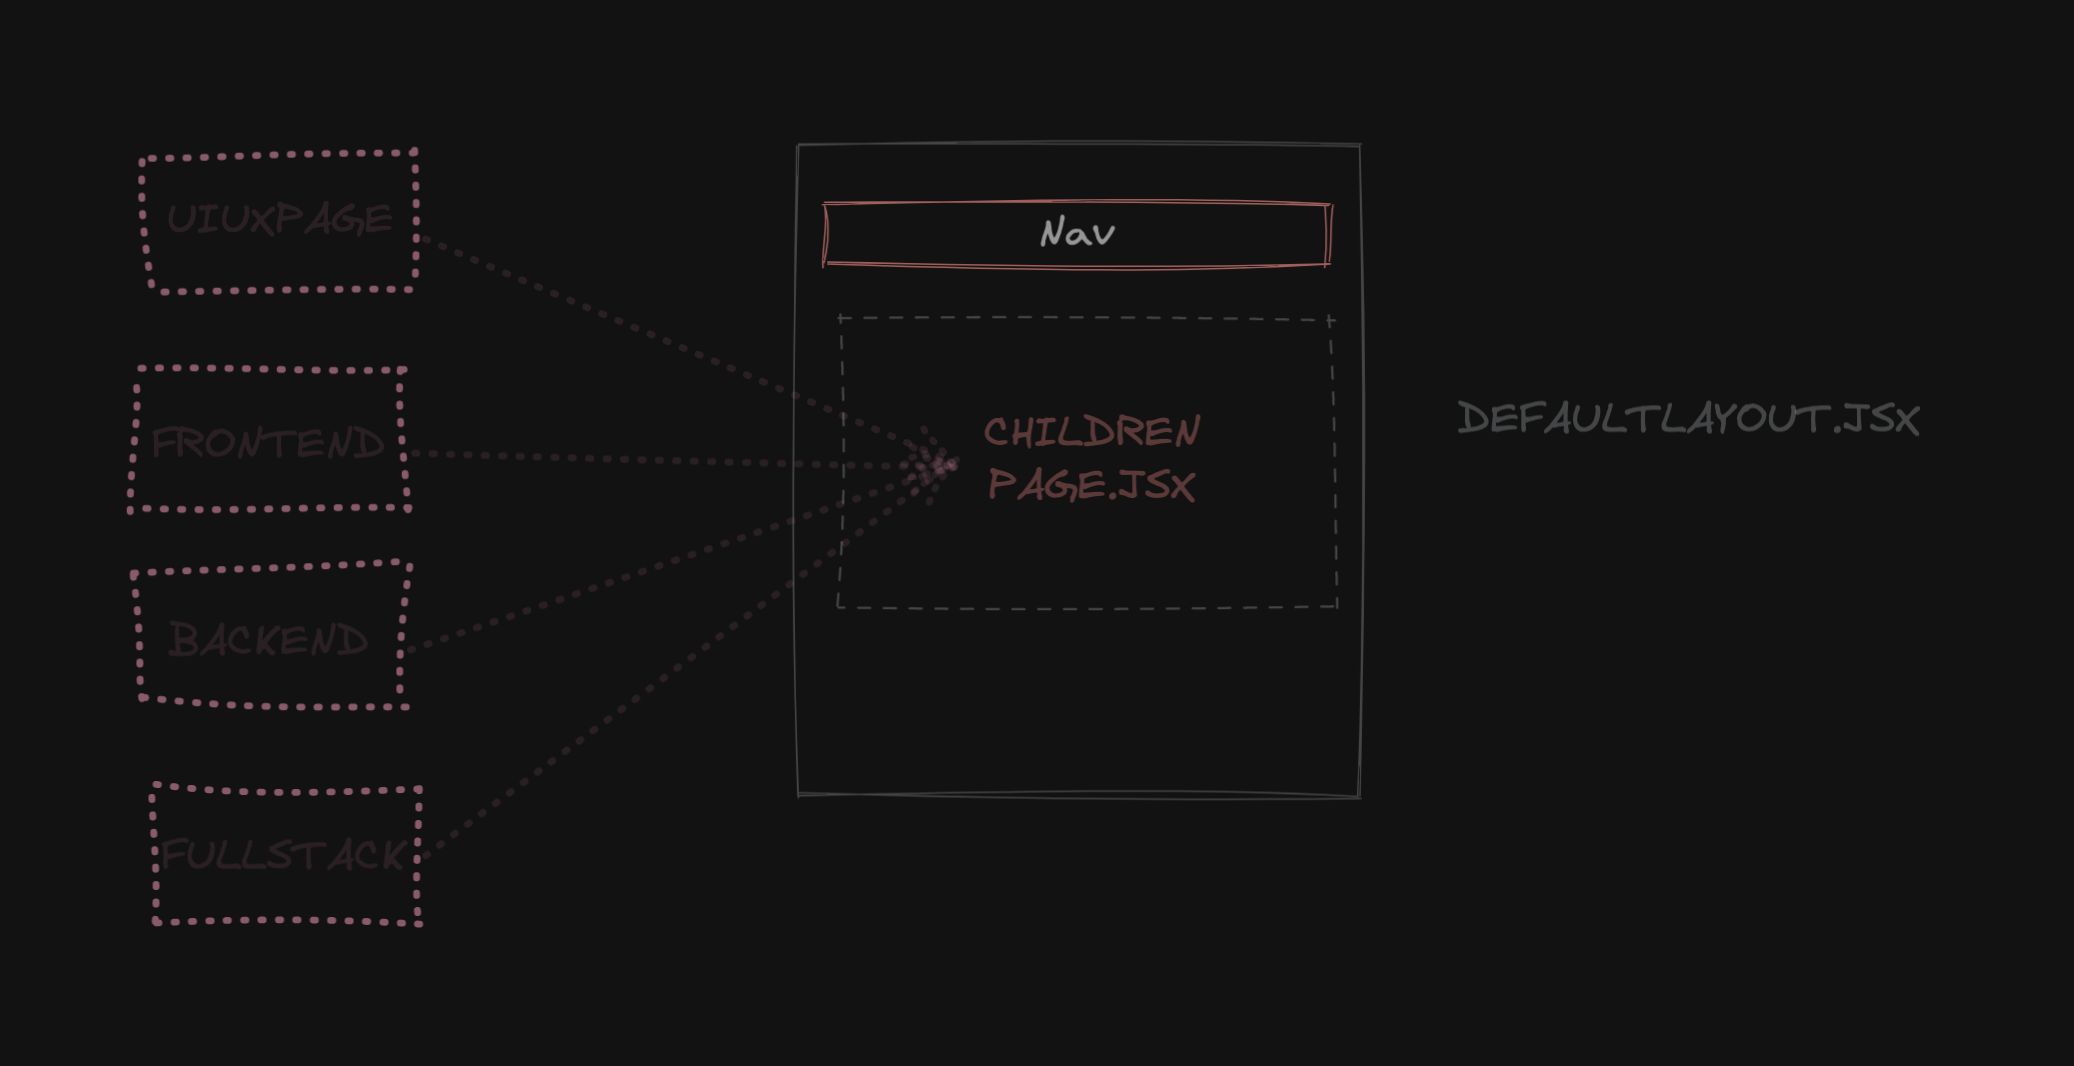 UIUXPAGE
Nav
DEFAULTLAYOUT.JSX
CHILDREN
PAGE.JSX
FRONTEND
BACKEND
FULLSTACK